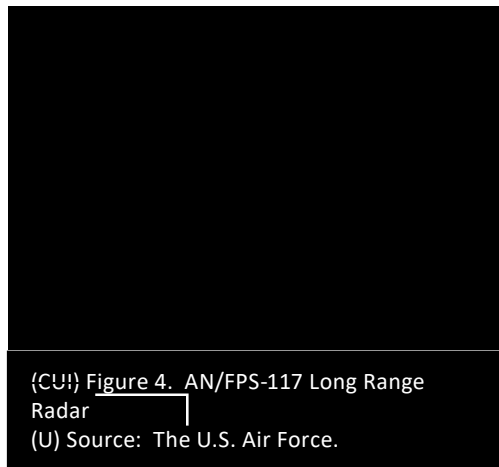 (CUI) Figure 4. AN/FPS-117 Long Range
Radar
(U) Source: The U.S. Air Force.